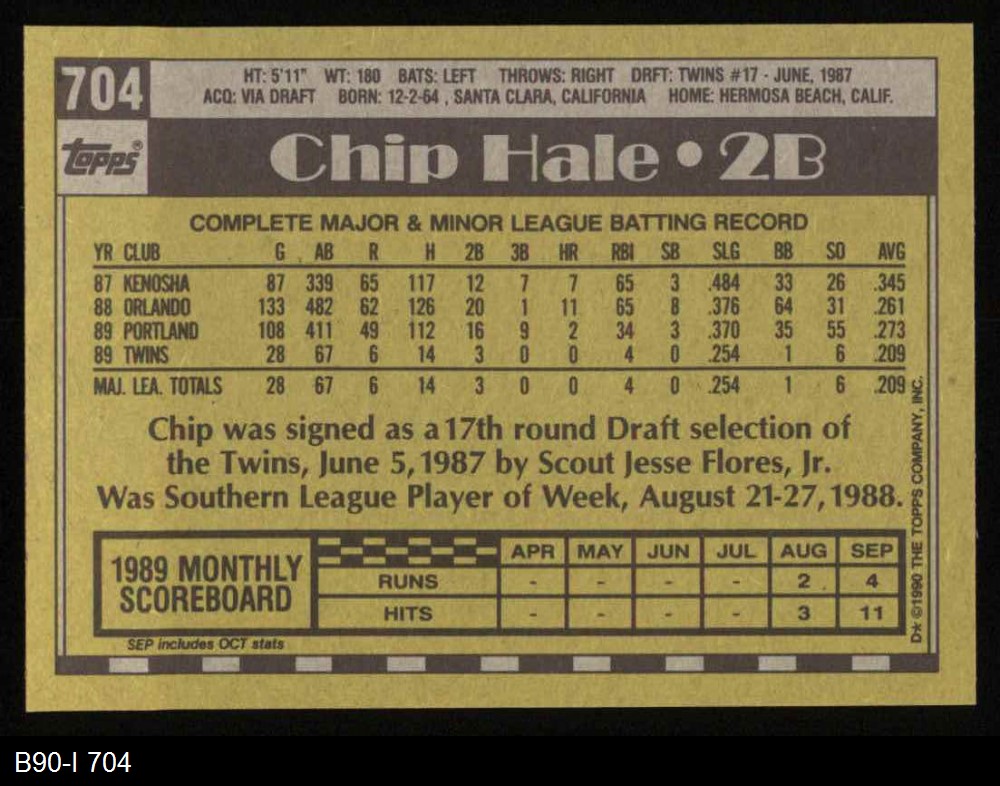 704
HT: 5'11" WT: 180 BATS: LEFT THROWS: RIGHT DRFT: TWINS #17 - JUNE, 1987
ACQ: VIA DRAFT BORN: 12-2-64 , SANTA CLARA, CALIFORNIA HOME: HERMOSA BEACH, CALIF.
Topps®
Chip Hale • 2B
COMPLETE MAJOR & MINOR LEAGUE BATTING RECORD
YR CLUB G AB R H 2B 3B HR RBI SB SLG BB SO AVG
87 KENOSHA 87 339 65 117 12 7 7 65 3 .484 33 26 .345
88 ORLANDO 133 482 62 126 20 1 11 65 8 .376 64 31 .261
89 PORTLAND 108 411 49 112 16 9 2 34 3 .370 35 55 .273
89 TWINS 28 67 6 14 3 0 0 4 0 .254 1 6 .209
MAJ. LEA. TOTALS 28 67 6 14 3 0 0 4 0 .254 1 6 .209
Chip was signed as a 17th round Draft selection of
the Twins, June 5, 1987 by Scout Jesse Flores, Jr.
Was Southern League Player of Week, August 21-27, 1988.
1989 MONTHLY
SCOREBOARD
APR MAY JUN JUL AUG SEP
RUNS - - - - 2 4
HITS - - - - 3 11
SEP includes OCT stats
D* ©1990 THE TOPPS COMPANY, INC.
B90-I 704